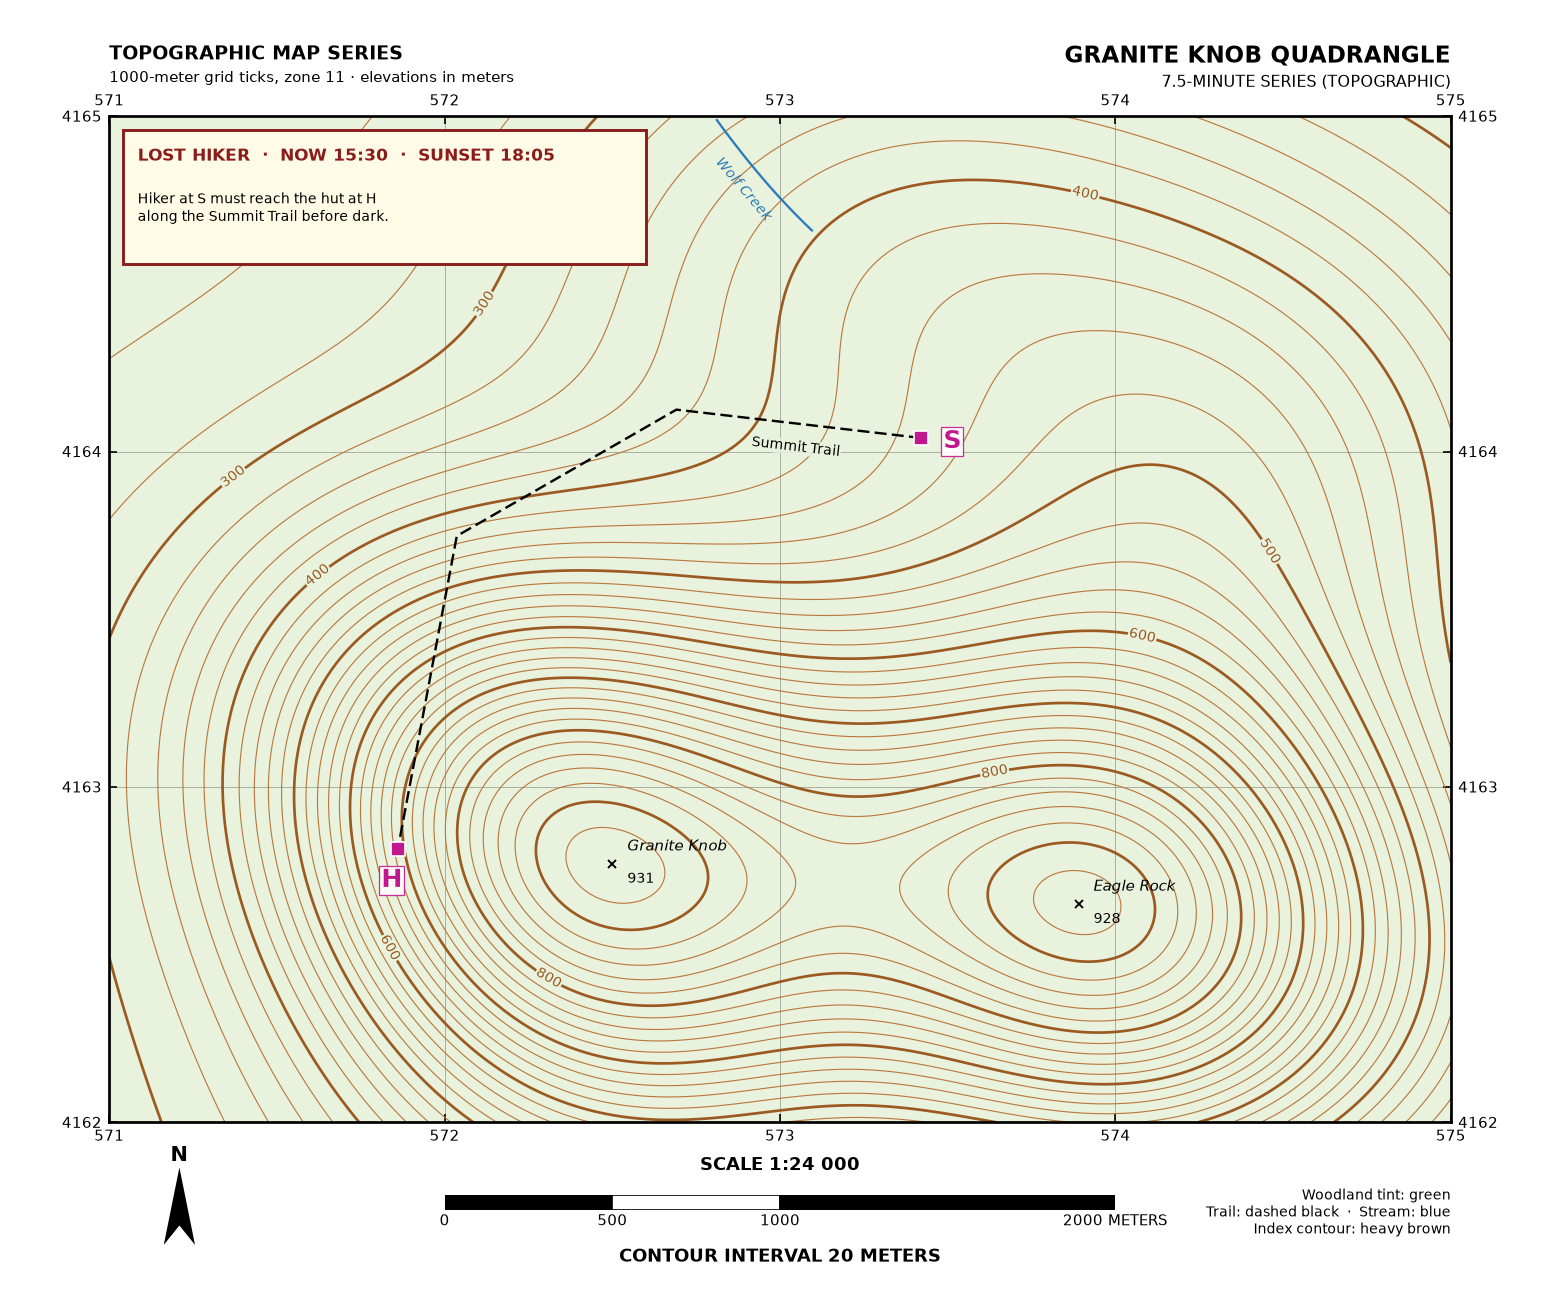 TOPOGRAPHIC MAP SERIES
1000-meter grid ticks, zone 11 · elevations in meters
GRANITE KNOB QUADRANGLE
7.5-MINUTE SERIES (TOPOGRAPHIC)
571 572 573 574 575
4165 4165
LOST HIKER · NOW 15:30 · SUNSET 18:05
Hiker at S must reach the hut at H
along the Summit Trail before dark.
Wolf Creek
400
300
Summit Trail
S
4164 4164
300
400
500
600
800
4163 4163
Granite Knob
931
H
Eagle Rock
928
600
800
4162 4162
571 572 573 574 575
N
SCALE 1:24 000
0 500 1000 2000 METERS
CONTOUR INTERVAL 20 METERS
Woodland tint: green
Trail: dashed black · Stream: blue
Index contour: heavy brown